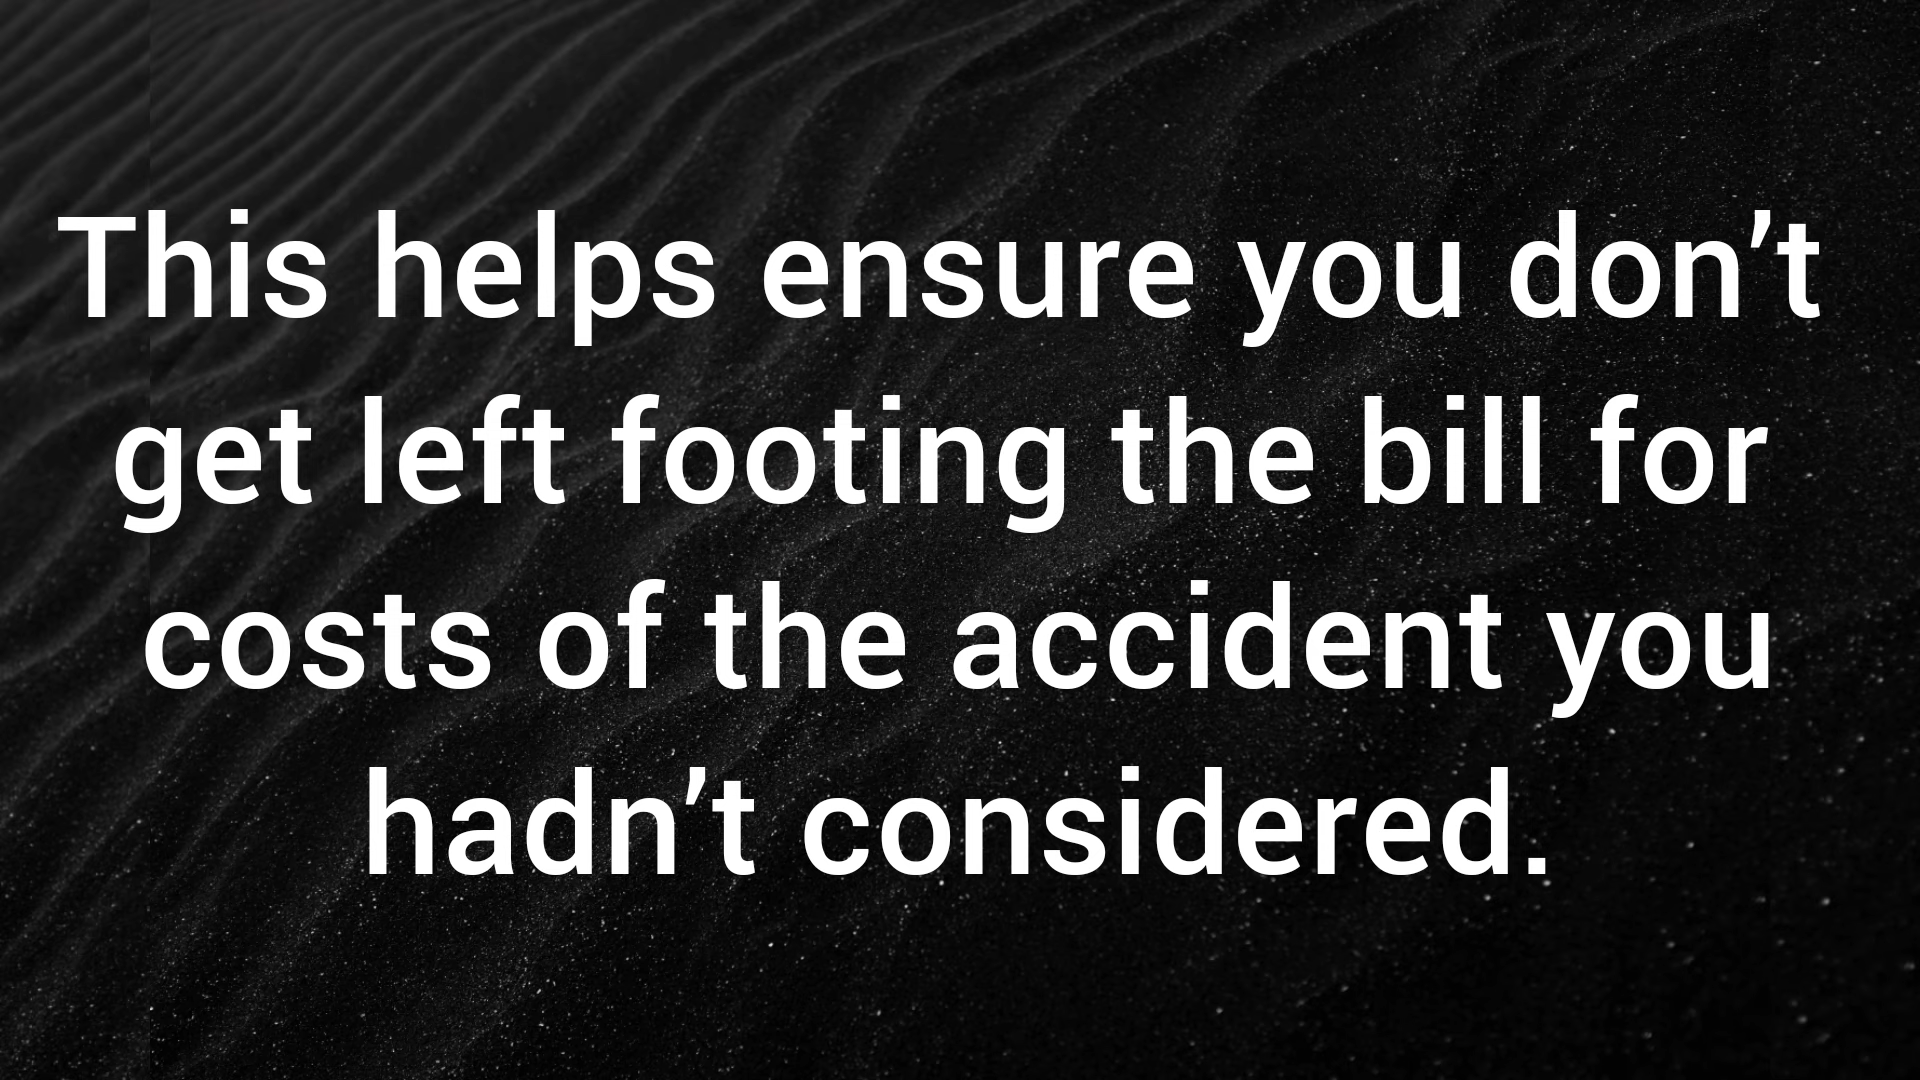 This helps ensure you don’t
get left footing the bill for
costs of the accident you
hadn’t considered.